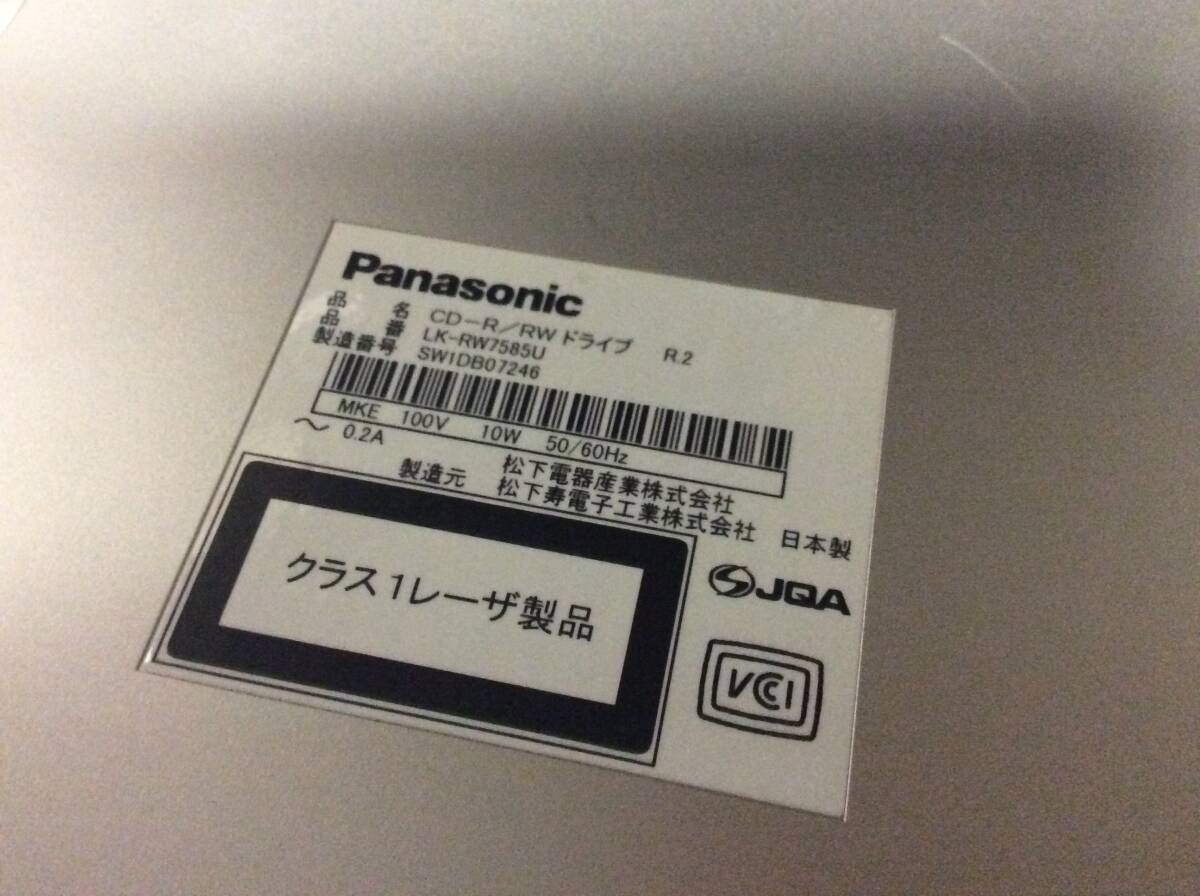 Panasonic
品 名 CD-R/RWドライブ R.2
品 番 LK-RW7585U
製造番号 SW1DB07246
MKE 100V 10W 50/60Hz
〜 0.2A
松下電器産業株式会社
製造元 松下寿電子工業株式会社 日本製
クラス1レーザ製品
JQA
VCCI